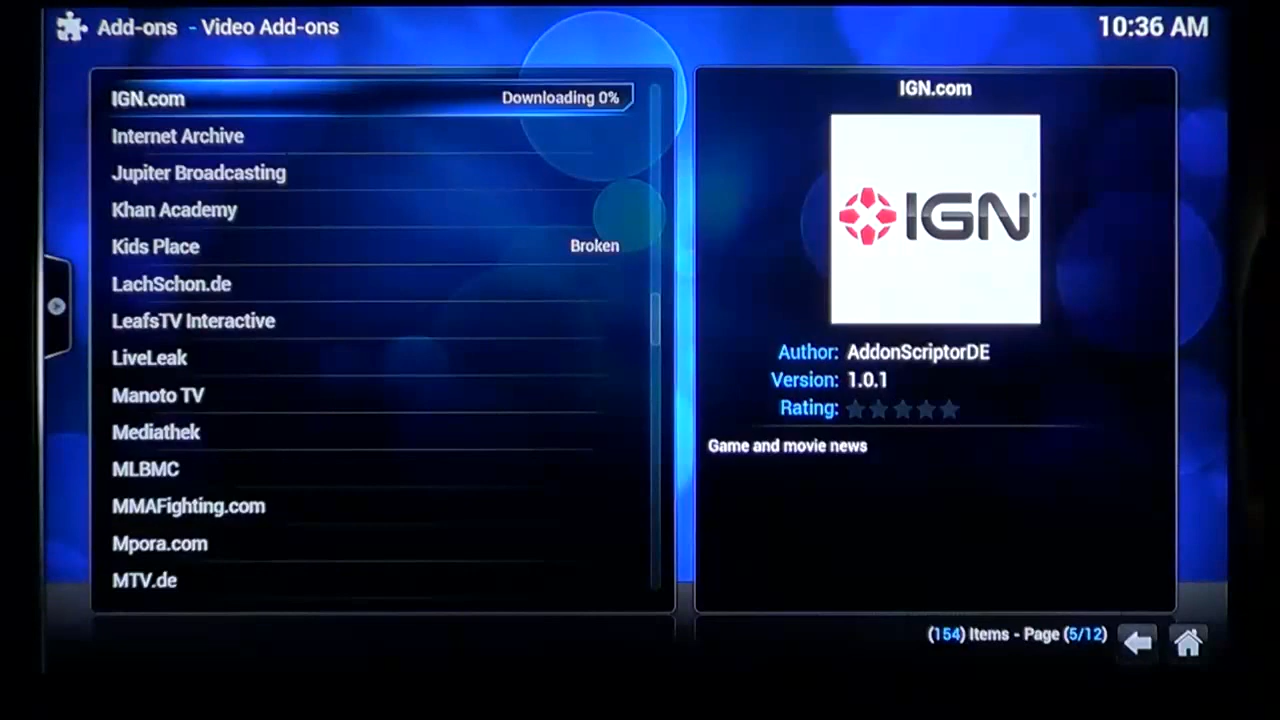 Add-ons - Video Add-ons
10:36 AM
IGN.com Downloading 0%
Internet Archive
Jupiter Broadcasting
Khan Academy
Kids Place Broken
LachSchon.de
LeafsTV Interactive
LiveLeak
Manoto TV
Mediathek
MLBMC
MMAFighting.com
Mpora.com
MTV.de
IGN.com
IGN
Author: AddonScriptorDE
Version: 1.0.1
Rating:
Game and movie news
(154) Items - Page (5/12)